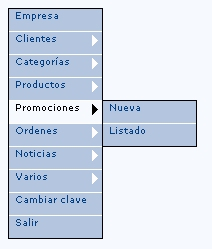 Empresa
Clientes
Categorías
Productos
Promociones
Nueva
Ordenes
Listado
Noticias
Varios
Cambiar clave
Salir